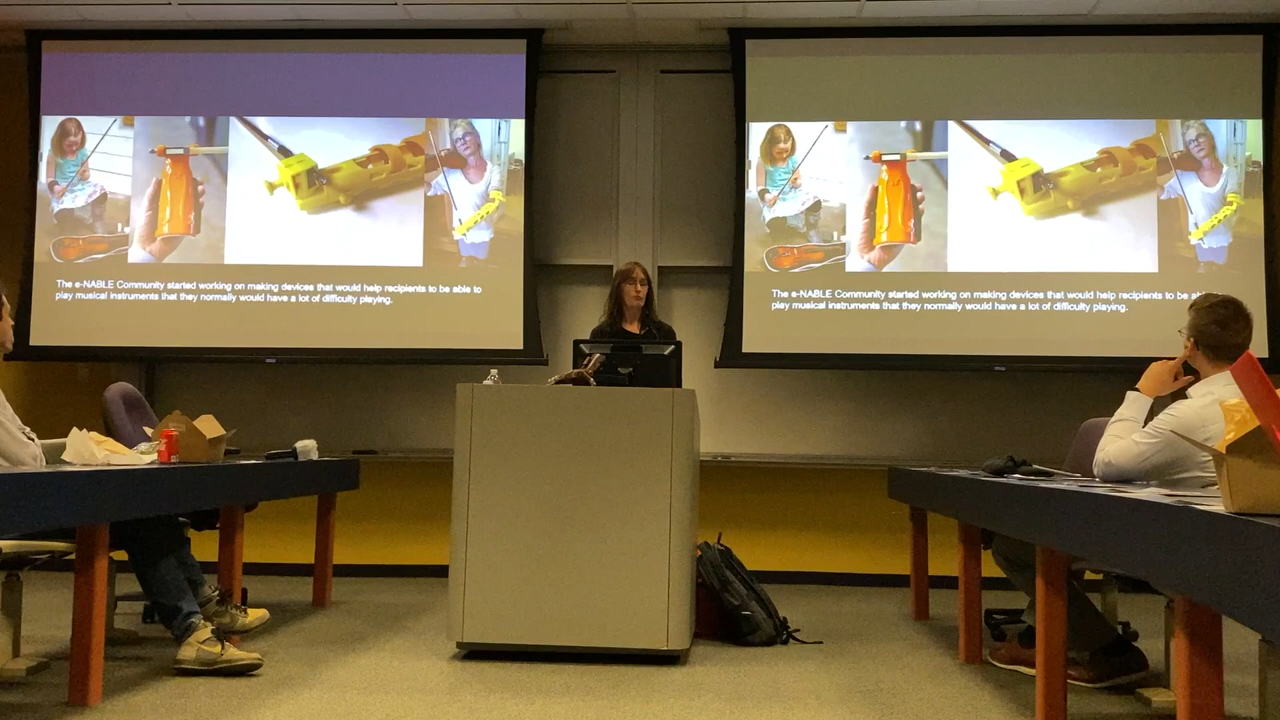 The e-NABLE Community started working on making devices that would help recipients to be able to
play musical instruments that they normally would have a lot of difficulty playing.
The e-NABLE Community started working on making devices that would help recipients to be to
play musical instruments that they normally would have a lot of difficulty playing.